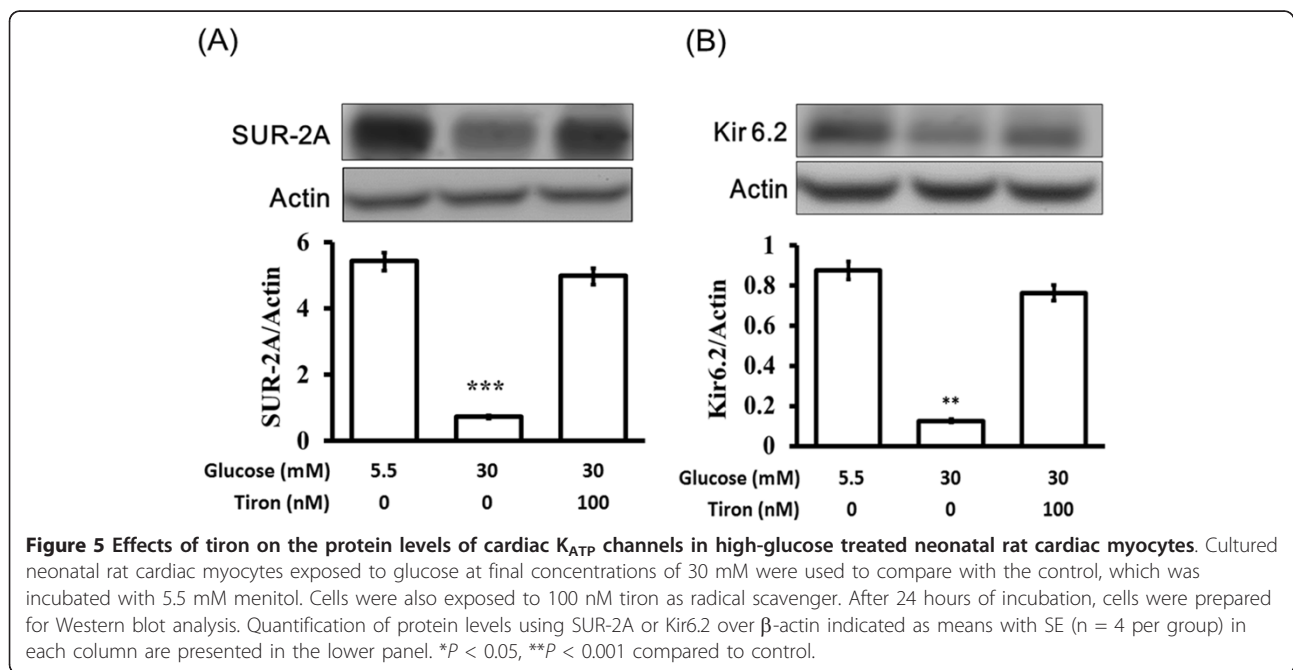 (A)
SUR-2A
Actin
SUR-2A/Actin
6
4
2
0
***
Glucose (mM) 5.5 30 30
Tiron (nM) 0 0 100
(B)
Kir 6.2
Actin
Kir6.2/Actin
1
0.8
0.6
0.4
0.2
0
**
5.5 30 30
Glucose (mM)
0 0 100
Tiron (nM)
Figure 5 Effects of tiron on the protein levels of cardiac KATP channels in high-glucose treated neonatal rat cardiac myocytes. Cultured
neonatal rat cardiac myocytes exposed to glucose at final concentrations of 30 mM were used to compare with the control, which was
incubated with 5.5 mM menitol. Cells were also exposed to 100 nM tiron as radical scavenger. After 24 hours of incubation, cells were prepared
for Western blot analysis. Quantification of protein levels using SUR-2A or Kir6.2 over β-actin indicated as means with SE (n = 4 per group) in
each column are presented in the lower panel. *P < 0.05, **P < 0.001 compared to control.